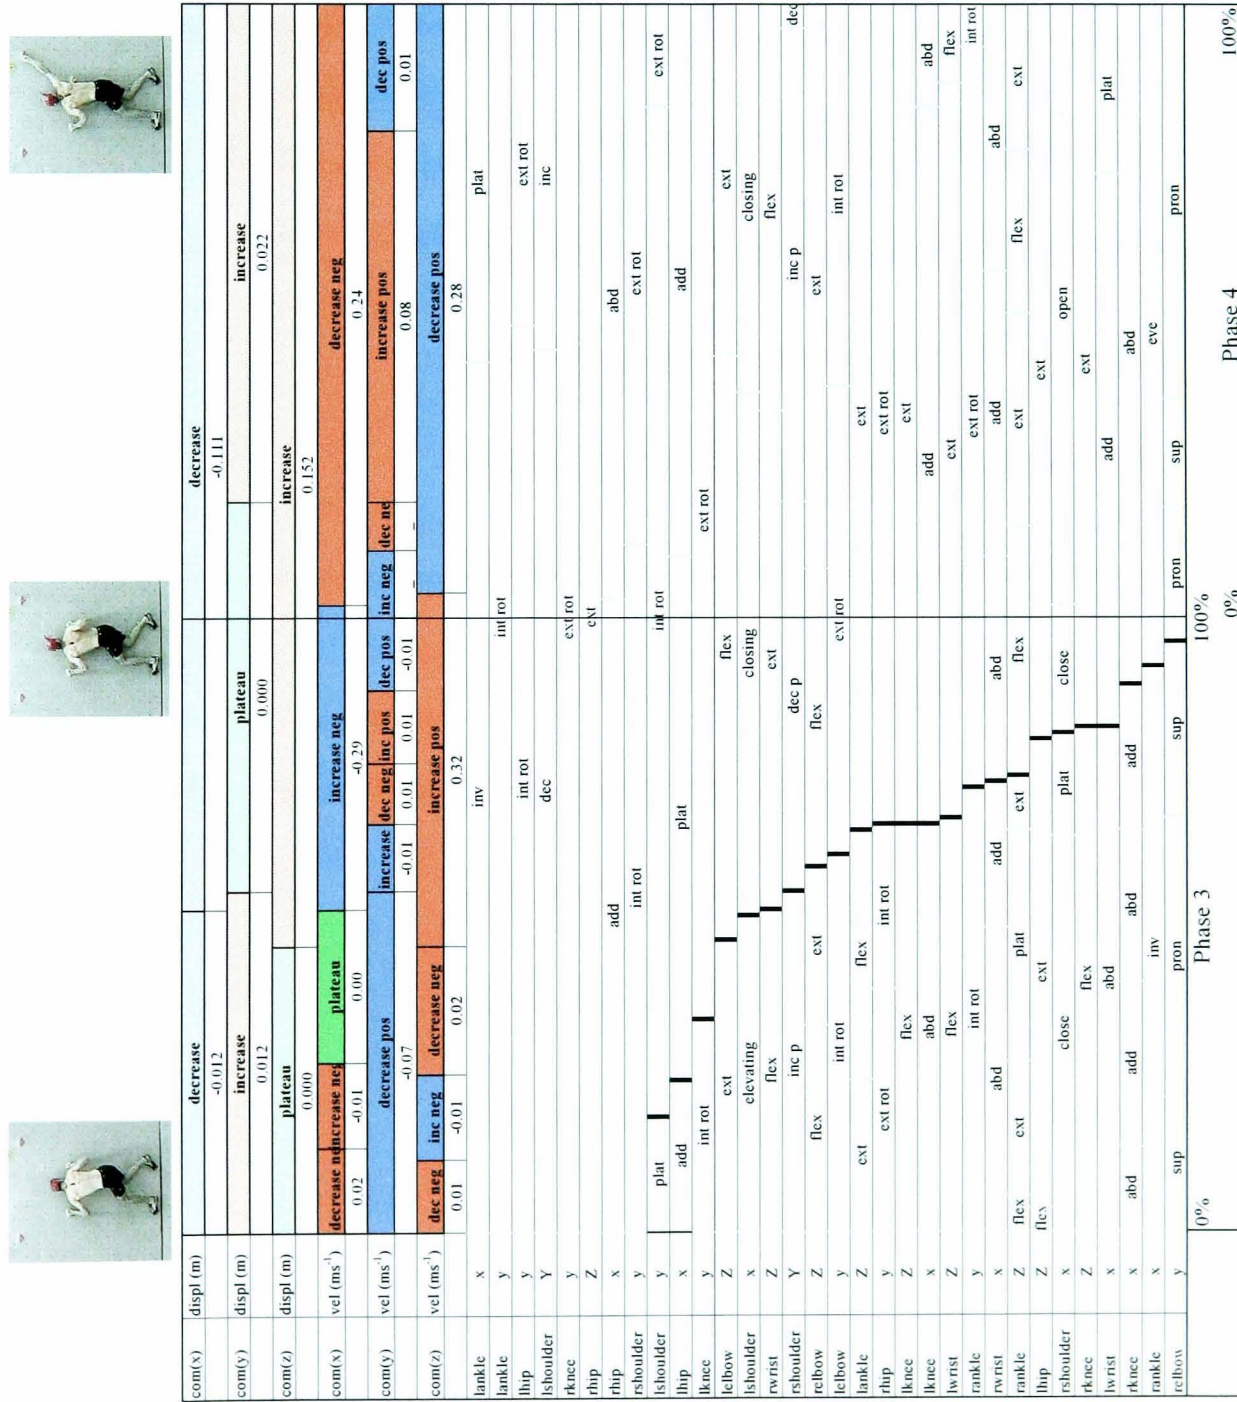 com(x) displ (m) decrease decrease
-0.012 -0.111
com(y) displ (m) increase plateau increase
0.012 0.000 0.022
com(z) displ (m) plateau increase
0.000 0.152
com(x) vel (ms⁻¹) decrease ne increase neg plateau increase neg decrease neg
0.02 -0.01 0.00 -0.29 0.24
com(y) vel (ms⁻¹) decrease pos increase dec neg inc pos dec pos inc neg dec ne increase pos dec pos
-0.07 -0.01 0.01 0.01 -0.01 – – 0.08 0.01
com(z) vel (ms⁻¹) dec neg inc neg decrease neg increase pos decrease pos
0.01 -0.01 0.02 0.32 0.28
lankle x inv plat
lankle y int rot
lhip y int rot ext rot
lshoulder Y dec inc
rknee y ext rot
rhip Z ext
rhip x add abd
rshoulder y int rot ext rot
lshoulder y plat int rot ext rot
lhip x add plat add
lknee y int rot ext rot
lelbow Z ext flex ext
lshoulder x elevating closing closing
rwrist Z flex ext flex
rshoulder Y inc p dec p inc p dec
relbow Z flex ext flex ext
lelbow y int rot ext rot int rot
lankle Z ext flex ext
rhip y ext rot int rot ext rot
lknee Z flex ext
lknee x abd add abd
lwrist Z flex ext flex
rankle y int rot ext rot int rot
rwrist x abd add abd add abd
rankle Z flex ext plat ext flex ext flex ext
lhip Z flex ext ext
rshoulder x close plat close open
rknee Z flex ext
lwrist x abd add plat
rknee x abd add abd add abd
rankle x inv eve
relbow y sup pron sup pron sup pron
0% 100% 0% 100%
Phase 3 Phase 4